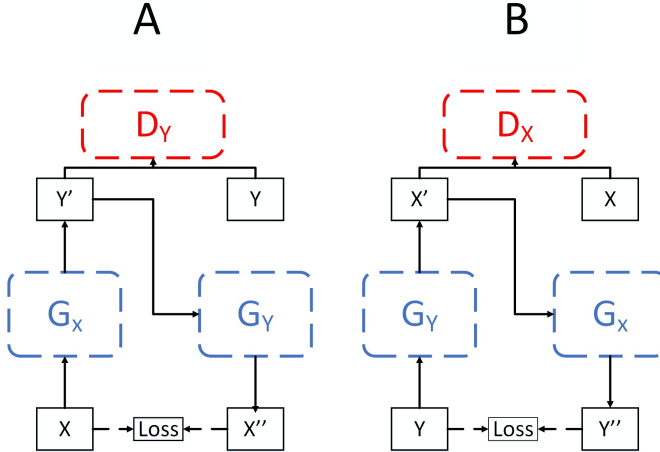 A B
D_Y D_X
Y' Y X' X
G_x G_Y G_Y G_x
X Loss X'' Y Loss Y''